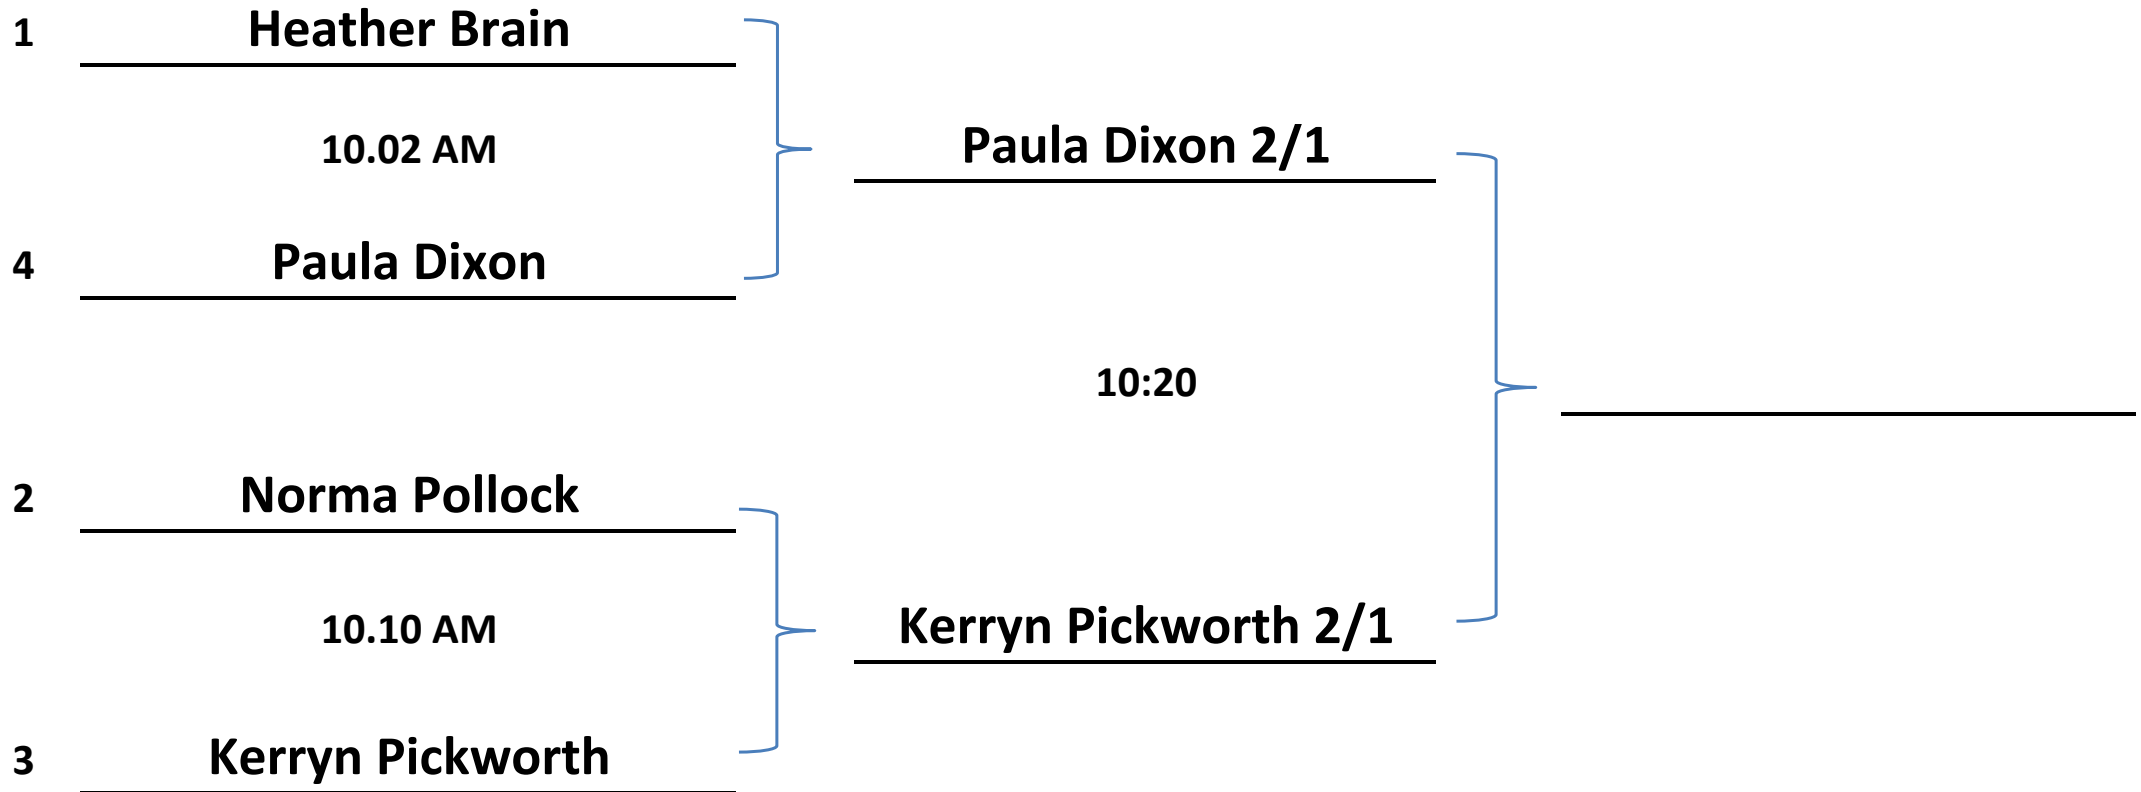 1 Heather Brain
10.02 AM
Paula Dixon 2/1
4 Paula Dixon
10:20
2 Norma Pollock
10.10 AM
Kerryn Pickworth 2/1
3 Kerryn Pickworth